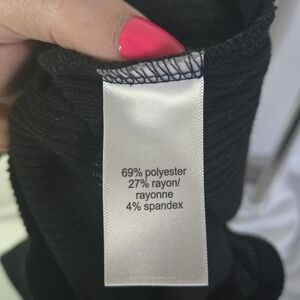 69% polyester
27% rayon/
rayonne
4% spandex